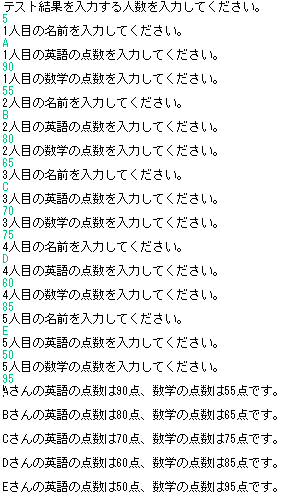 テスト結果を入力する人数を入力してください。
5
1人目の名前を入力してください。
A
1人目の英語の点数を入力してください。
90
1人目の数学の点数を入力してください。
55
2人目の名前を入力してください。
B
2人目の英語の点数を入力してください。
80
2人目の数学の点数を入力してください。
65
3人目の名前を入力してください。
C
3人目の英語の点数を入力してください。
70
3人目の数学の点数を入力してください。
75
4人目の名前を入力してください。
D
4人目の英語の点数を入力してください。
60
4人目の数学の点数を入力してください。
85
5人目の名前を入力してください。
E
5人目の英語の点数を入力してください。
50
5人目の数学の点数を入力してください。
95
Aさんの英語の点数は90点、数学の点数は55点です。
Bさんの英語の点数は80点、数学の点数は65点です。
Cさんの英語の点数は70点、数学の点数は75点です。
Dさんの英語の点数は60点、数学の点数は85点です。
Eさんの英語の点数は50点、数学の点数は95点です。